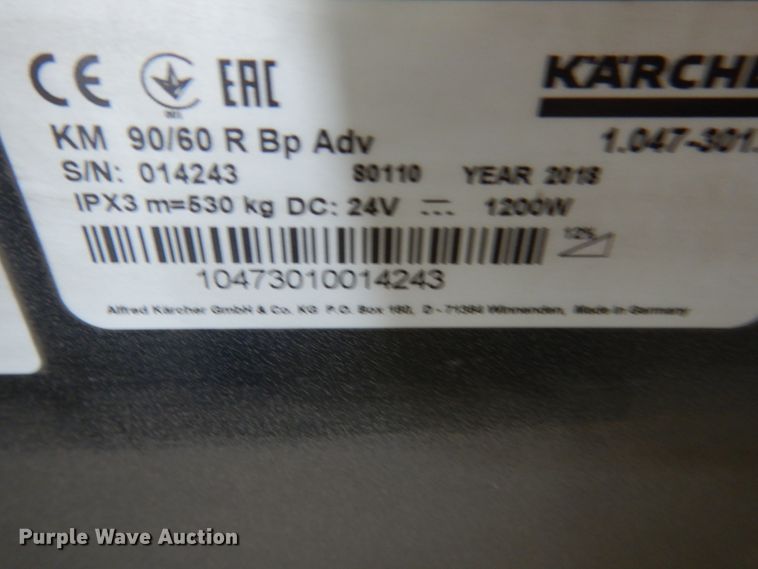 CE EAC KÄRCHE
KM 90/60 R Bp Adv 1.047-301.
S/N: 014243 80110 YEAR 2018
IPX3 m=530 kg DC: 24V 1200W
12%
10473010014243
Alfred Kärcher GmbH & Co. KG P.O. Box 160, D - 71364 Winnenden, Made in Germany
Purple Wave Auction